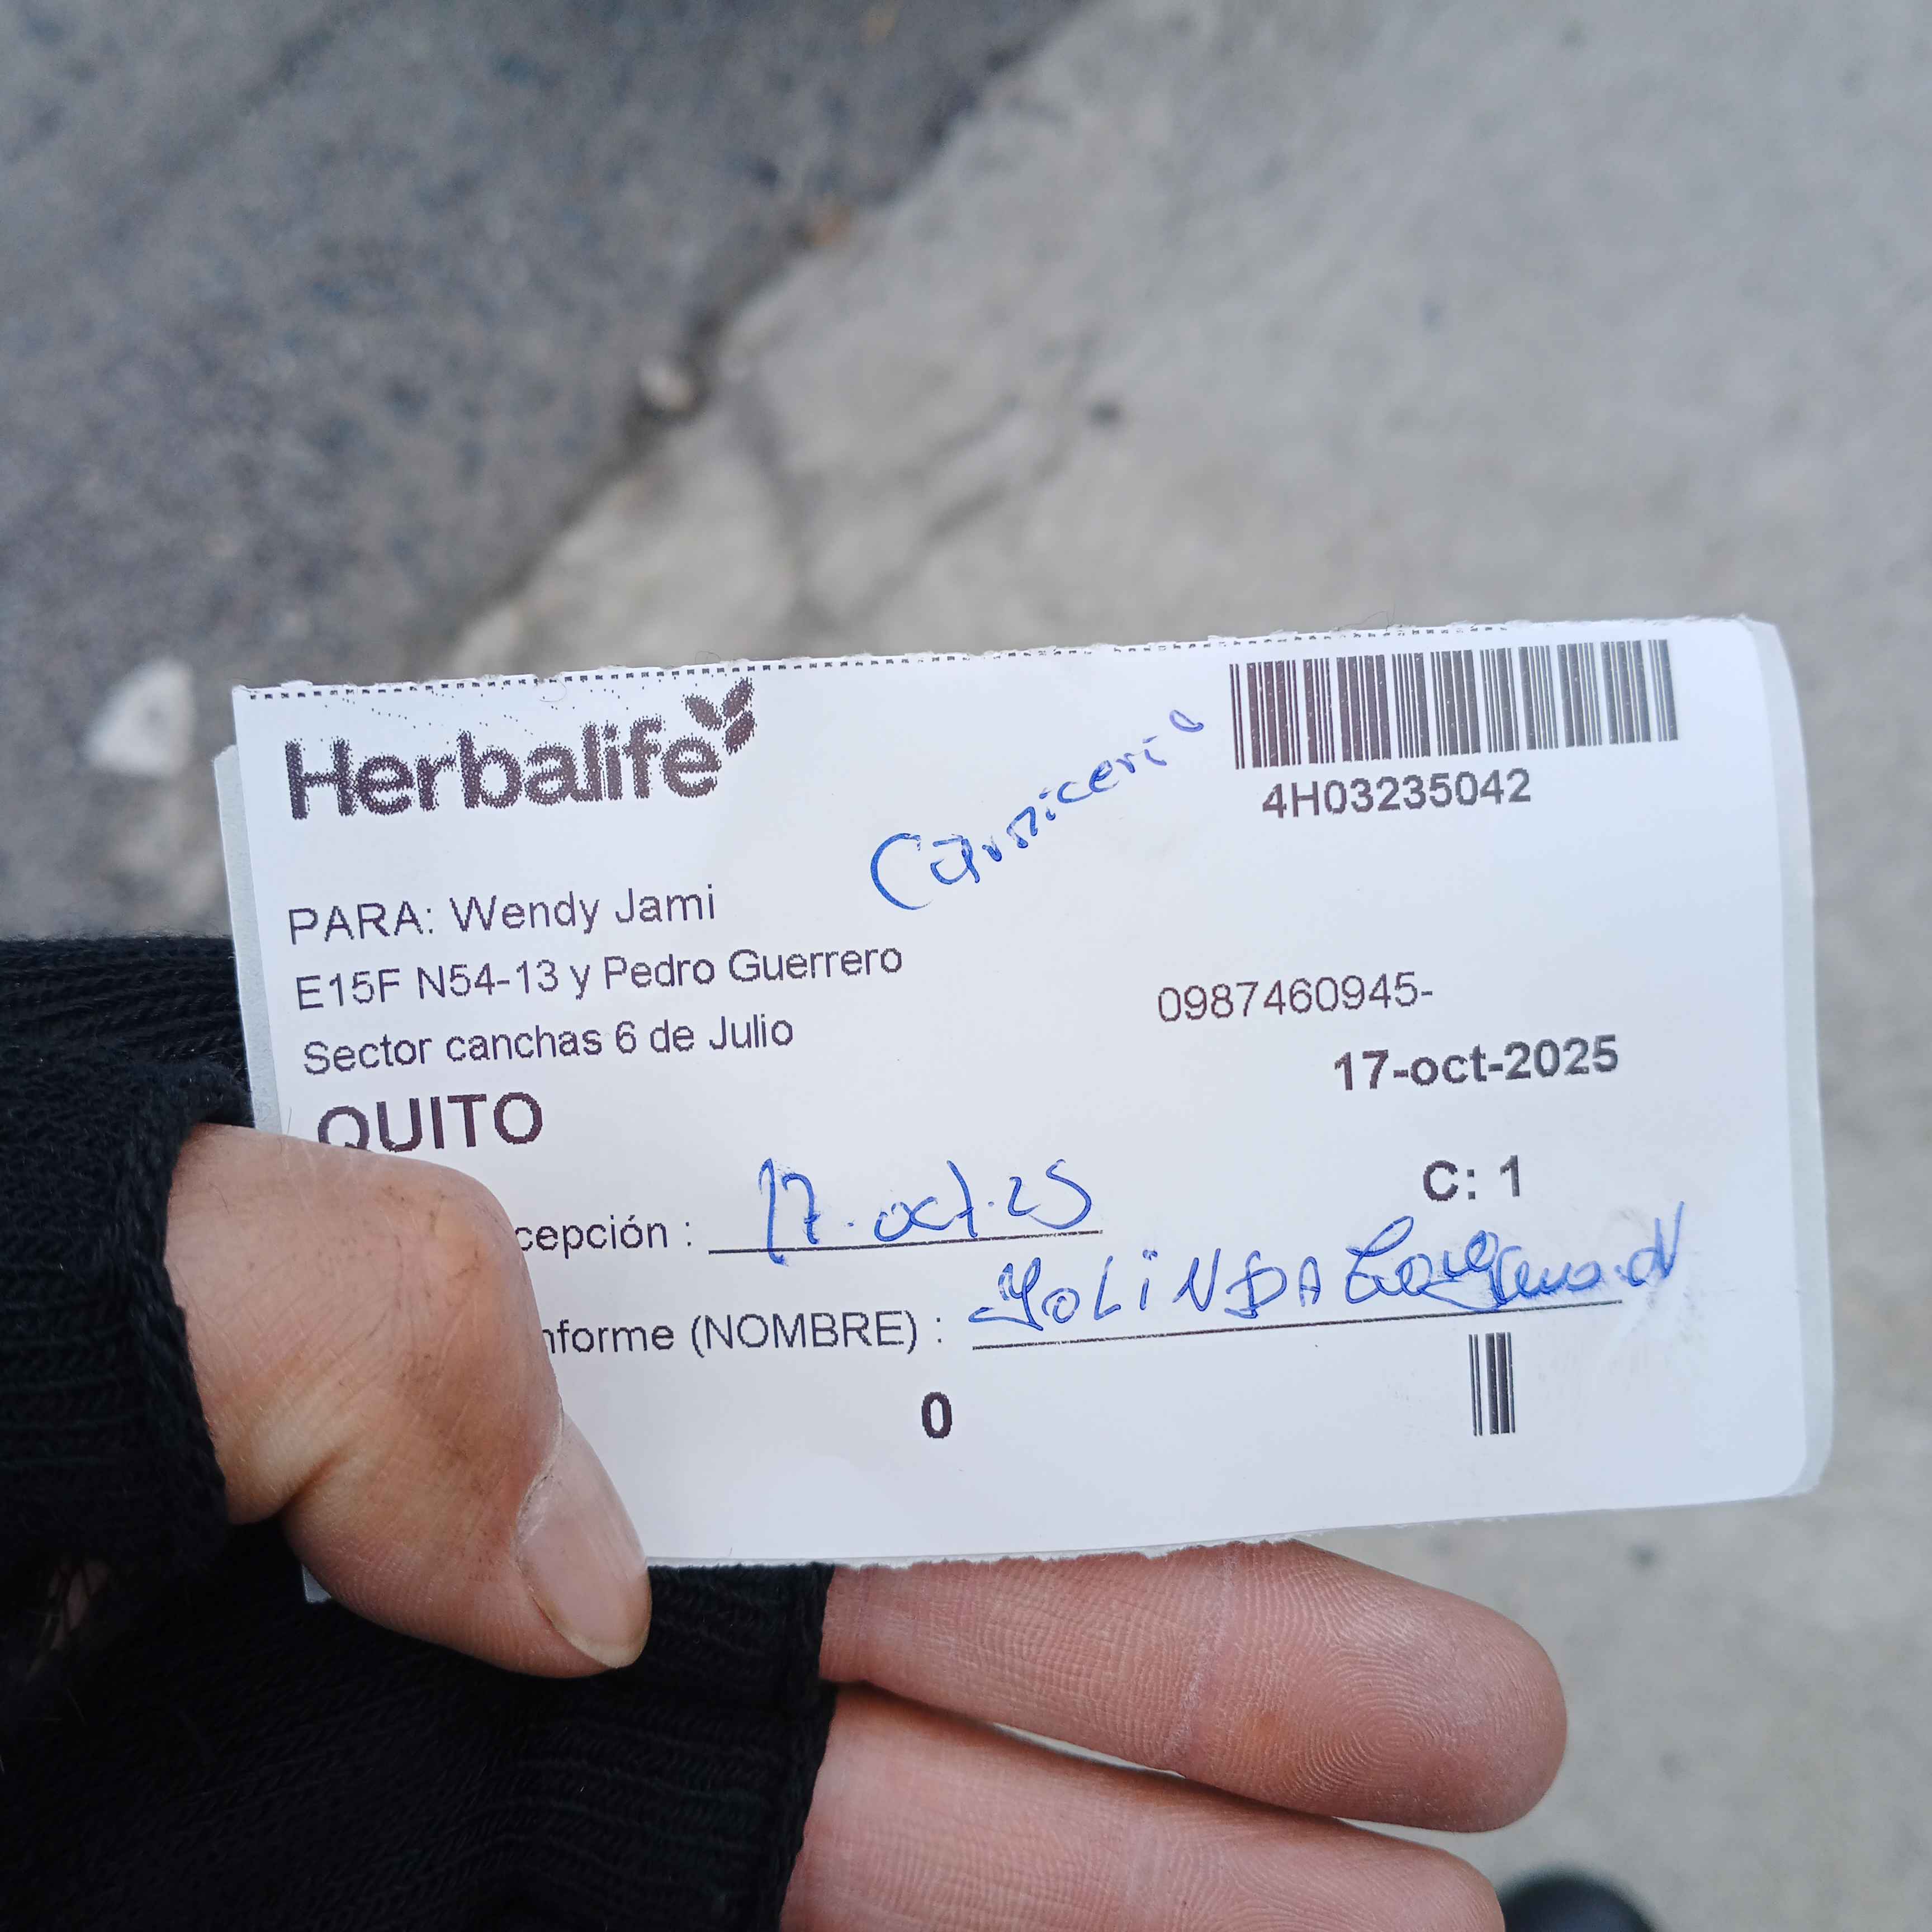 Herbalife
Carniceria
4H03235042
PARA: Wendy Jami
E15F N54-13 y Pedro Guerrero
0987460945-
Sector canchas 6 de Julio
17-oct-2025
QUITO
C: 1
cepción : 17-oct-25
nforme (NOMBRE) : YOLiNDA
0